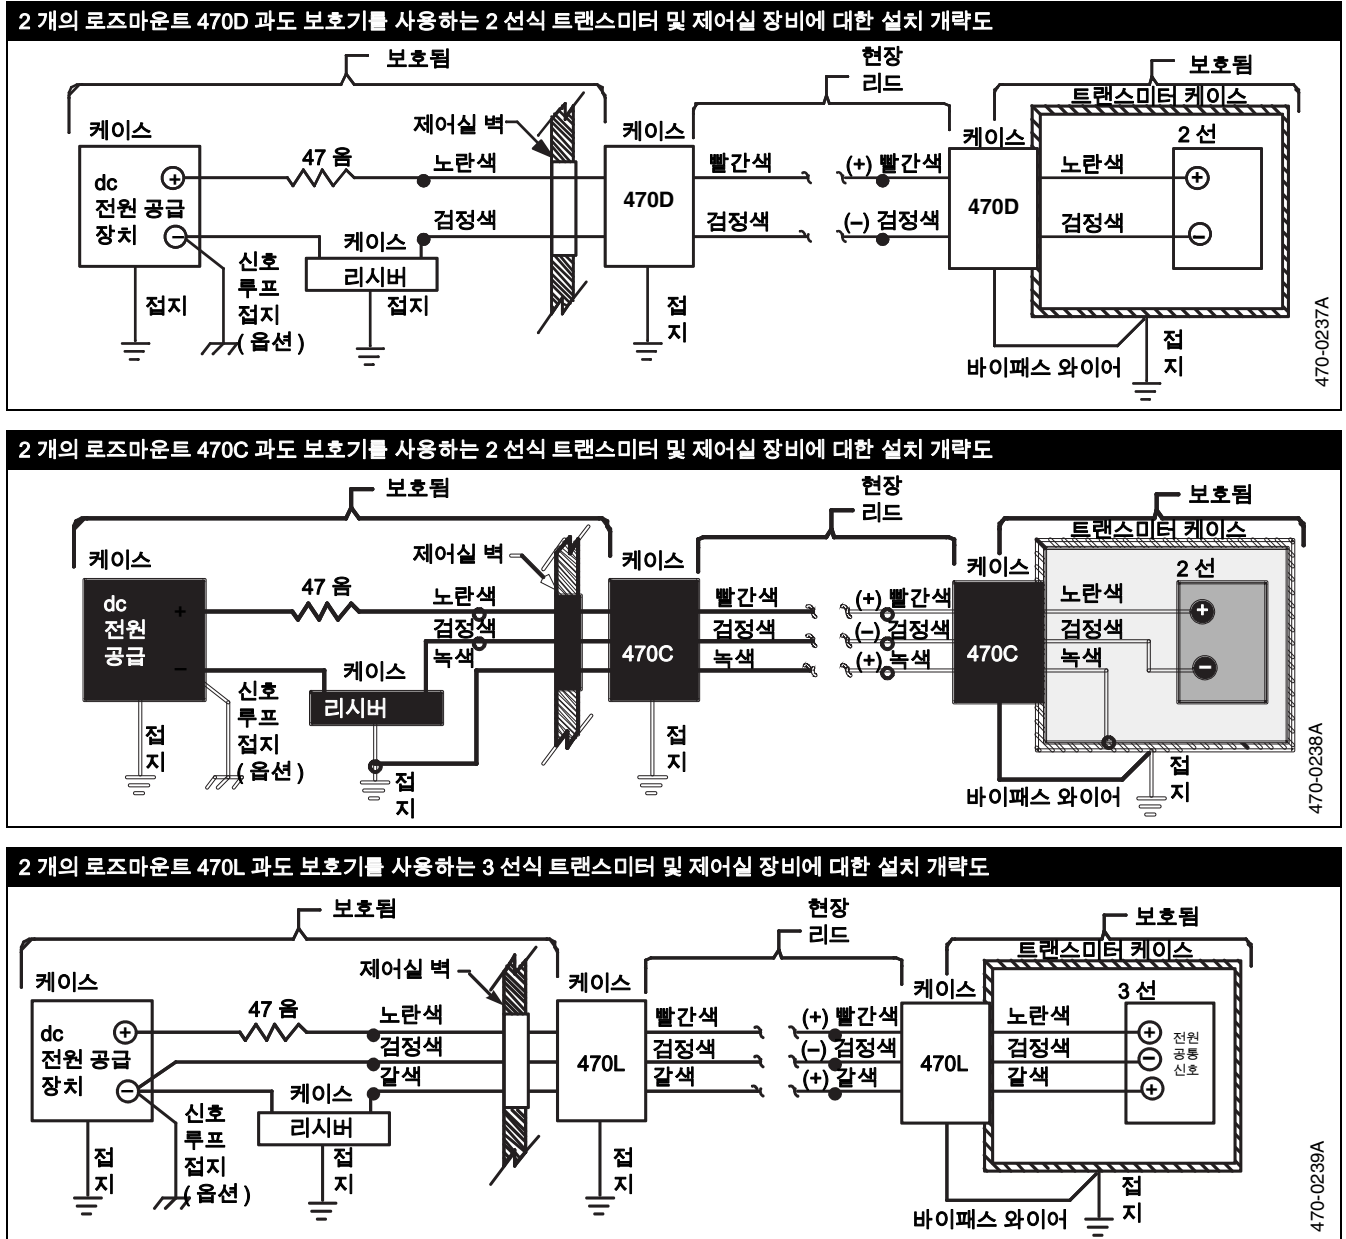 2 개의 로즈마운트 470D 과도 보호기를 사용하는 2 선식 트랜스미터 및 제어실 장비에 대한 설치 개략도
보호됨
현장
리드
보호됨
트랜스미터 케이스
케이스
제어실 벽
케이스
케이스
2 선
47 옴
노란색
빨간색
(+) 빨간색
노란색
+
dc
전원 공급
장치
470D
470D
+
검정색
검정색
(–) 검정색
검정색
–
–
케이스
리시버
신호
루프
접지
( 옵션 )
접지
접지
접
지
접
지
바이패스 와이어
470-0237A
2 개의 로즈마운트 470C 과도 보호기를 사용하는 2 선식 트랜스미터 및 제어실 장비에 대한 설치 개략도
보호됨
현장
리드
보호됨
트랜스미터 케이스
케이스
제어실 벽
케이스
케이스
2 선
47 옴
노란색
빨간색
(+) 빨간색
노란색
dc
전원
공급
+
–
+
검정색
검정색
(–) 검정색
검정색
녹색
470C
녹색
(+) 녹색
470C
녹색
–
케이스
리시버
신호
루프
접지
( 옵션 )
접
지
접
지
접
지
접
지
바이패스 와이어
470-0238A
2 개의 로즈마운트 470L 과도 보호기를 사용하는 3 선식 트랜스미터 및 제어실 장비에 대한 설치 개략도
보호됨
현장
리드
보호됨
트랜스미터 케이스
케이스
제어실 벽
케이스
케이스
3 선
47 옴
노란색
빨간색
(+) 빨간색
노란색
dc
전원 공급
장치
+
–
+
전원
검정색
검정색
(–) 검정색
검정색
–
공통
갈색
470L
갈색
(+) 갈색
470L
갈색
+
신호
케이스
리시버
신호
루프
접지
( 옵션 )
접
지
접
지
접
지
접
지
바이패스 와이어
470-0239A